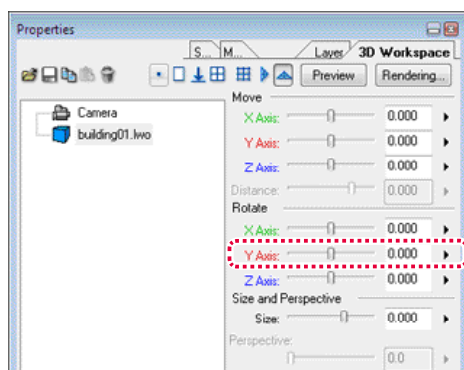 Properties
S... M... Layer 3D Workspace
Preview Rendering...
Camera
building01.lwo
Move
X Axis: 0.000
Y Axis: 0.000
Z Axis: 0.000
Distance: 0.000
Rotate
X Axis: 0.000
Y Axis: 0.000
Z Axis: 0.000
Size and Perspective
Size: 0.000
Perspective:
0.0